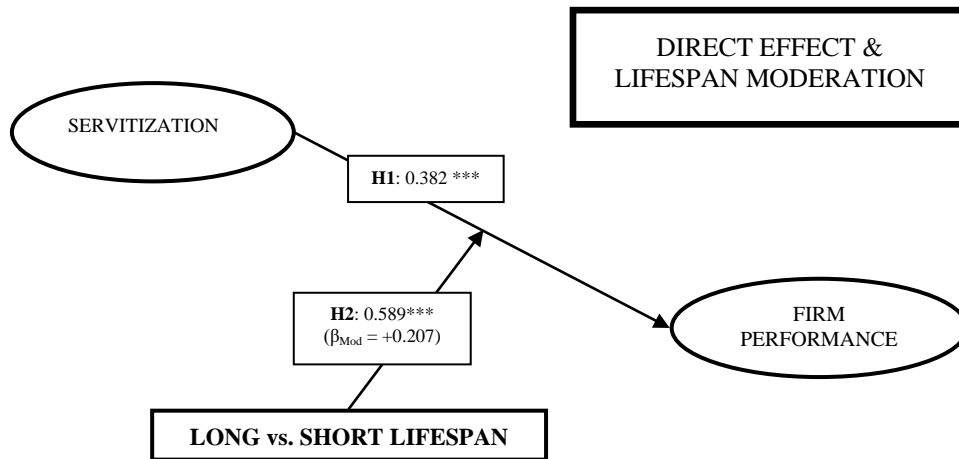 DIRECT EFFECT &
LIFESPAN MODERATION
SERVITIZATION
H1: 0.382 ***
H2: 0.589***
(βMod = +0.207)
FIRM
PERFORMANCE
LONG vs. SHORT LIFESPAN